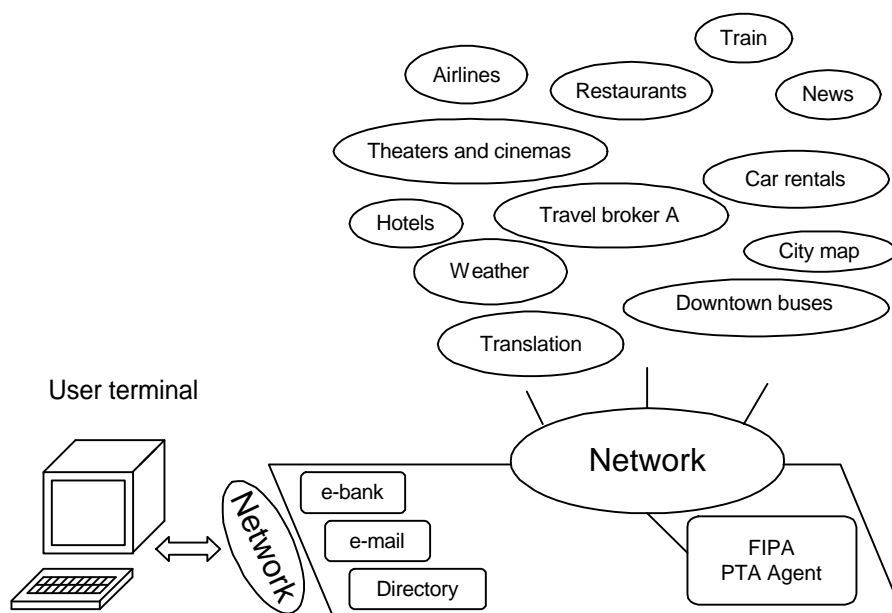 Train
Airlines
Restaurants
News
Theaters and cinemas
Car rentals
Hotels
Travel broker A
City map
Weather
Downtown buses
Translation
User terminal
Network
Network
e-bank
e-mail
Directory
FIPA
PTA Agent